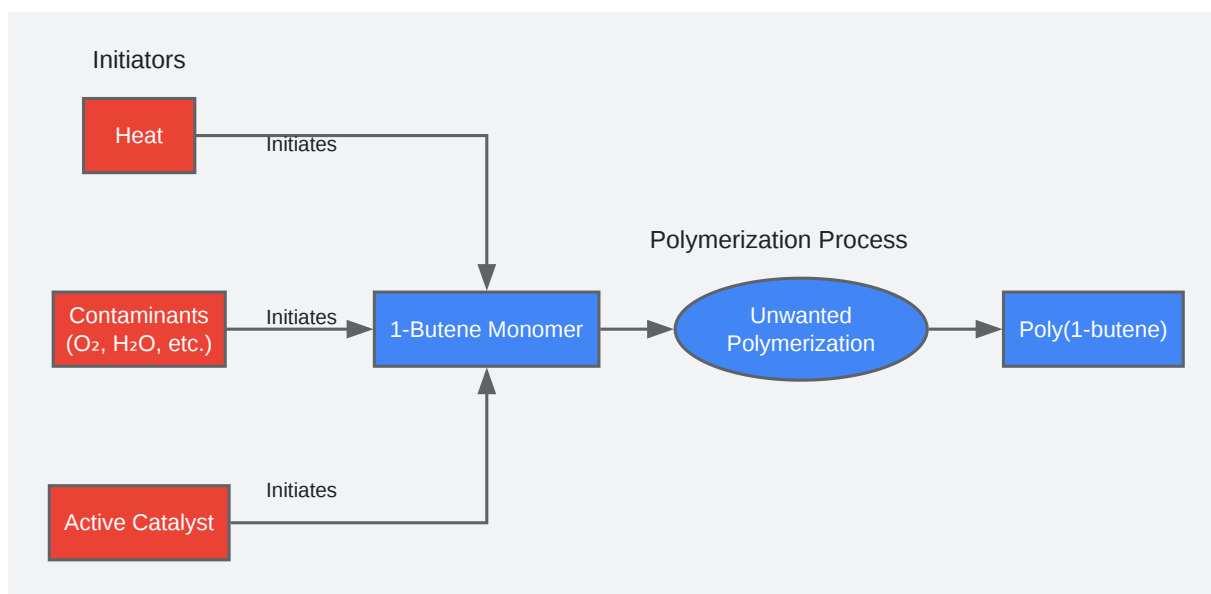 Initiators
Heat
Initiates
Polymerization Process
Contaminants
(O₂, H₂O, etc.)
Initiates
1-Butene Monomer
Unwanted
Polymerization
Poly(1-butene)
Initiates
Active Catalyst